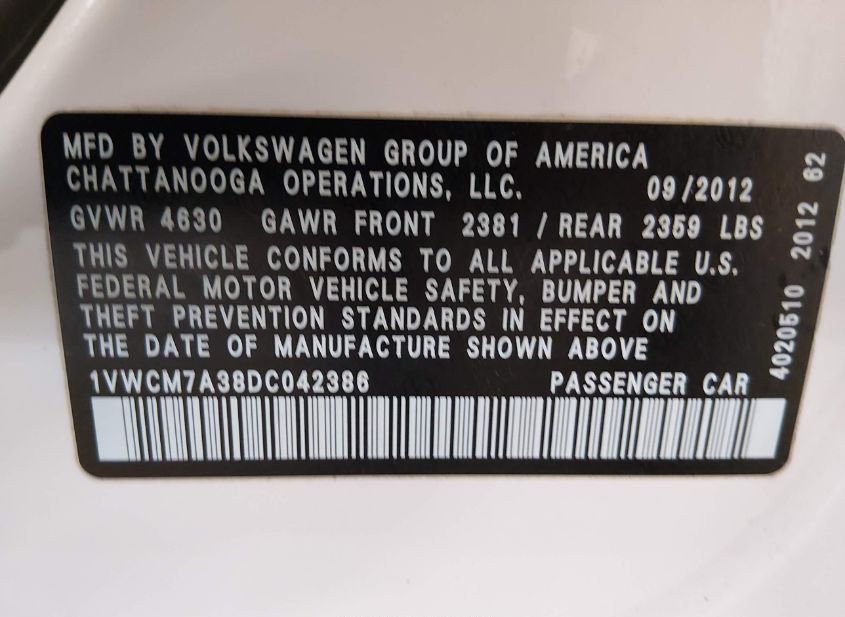 MFD BY VOLKSWAGEN GROUP OF AMERICA
CHATTANOOGA OPERATIONS, LLC. 09/2012
GVWR 4630 GAWR FRONT 2381 / REAR 2359 LBS
THIS VEHICLE CONFORMS TO ALL APPLICABLE U.S.
FEDERAL MOTOR VEHICLE SAFETY, BUMPER AND
THEFT PREVENTION STANDARDS IN EFFECT ON
THE DATE OF MANUFACTURE SHOWN ABOVE
1VWCM7A38DC042386 PASSENGER CAR
4020510 2012 62